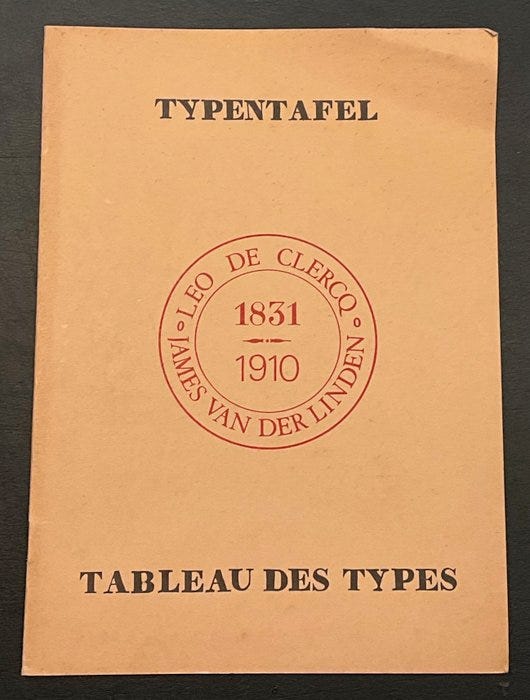 TYPENTAFEL
LEO DE CLERCQ
1831
1910
JAMES VAN DER LINDEN
TABLEAU DES TYPES